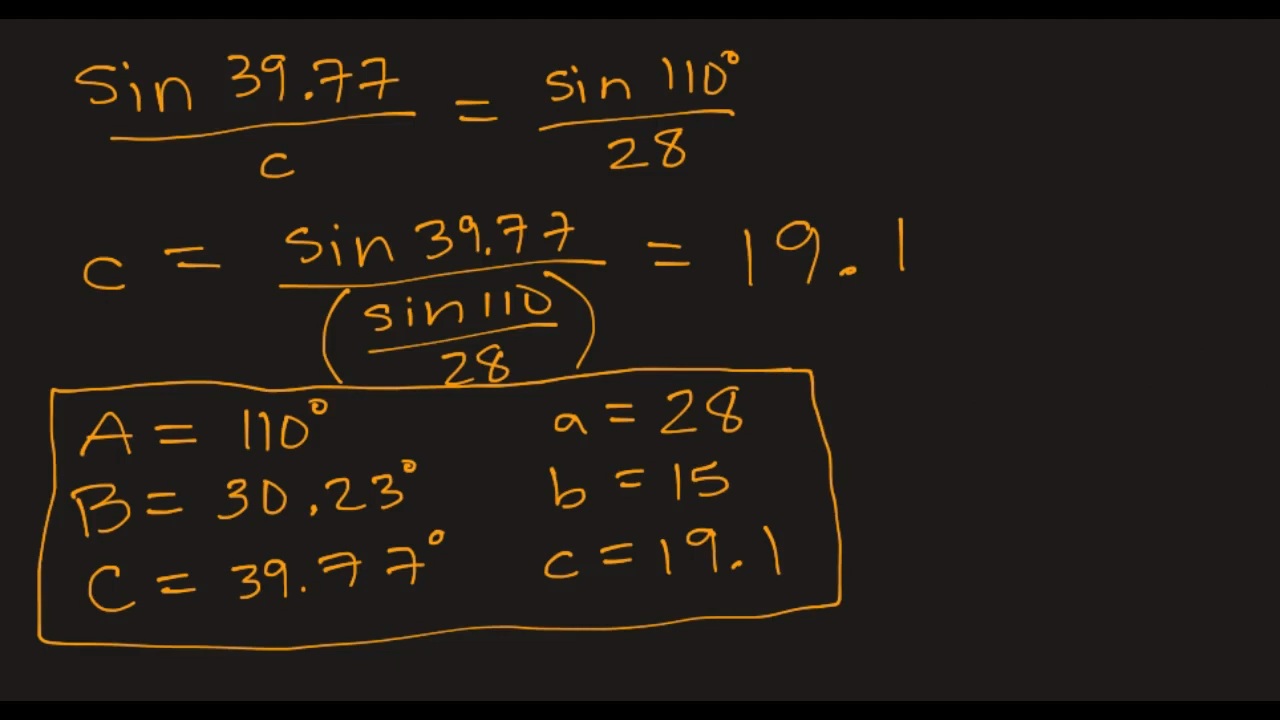 sin 39.77 / c = sin 110° / 28
c = sin 39.77 / (sin 110 / 28) = 19.1
A = 110° a = 28
B = 30.23° b = 15
C = 39.77° c = 19.1